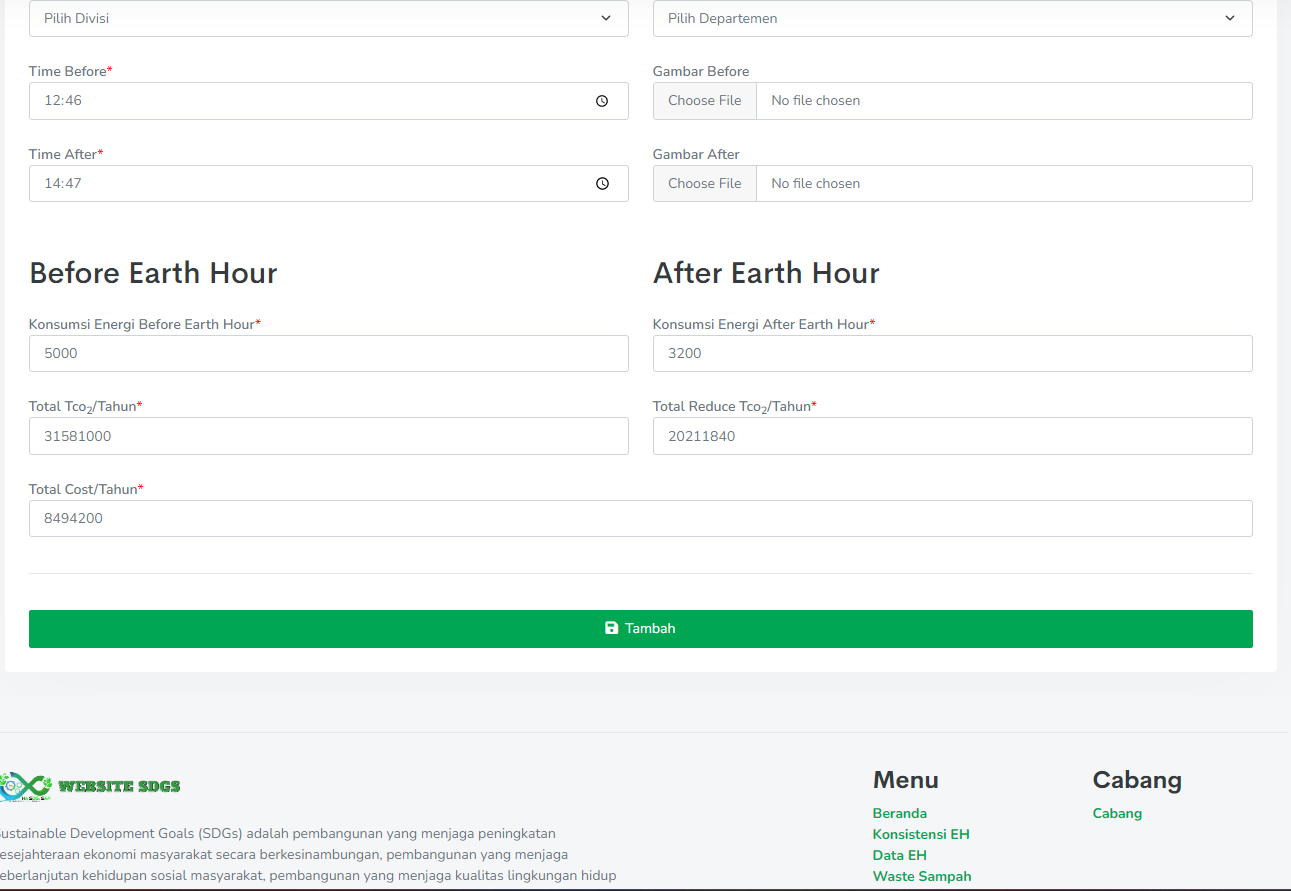 Pilih Divisi
Pilih Departemen
Time Before*
Gambar Before
12:46
Choose File No file chosen
Time After*
Gambar After
14:47
Choose File No file chosen
Before Earth Hour
After Earth Hour
Konsumsi Energi Before Earth Hour*
Konsumsi Energi After Earth Hour*
5000
3200
Total Tco₂/Tahun*
Total Reduce Tco₂/Tahun*
31581000
20211840
Total Cost/Tahun*
8494200
Tambah
WEBSITE SDGS
Menu
Cabang
Beranda
Cabang
Konsistensi EH
Data EH
Waste Sampah
ustainable Development Goals (SDGs) adalah pembangunan yang menjaga peningkatan
esejahteraan ekonomi masyarakat secara berkesinambungan, pembangunan yang menjaga
eberlanjutan kehidupan sosial masyarakat, pembangunan yang menjaga kualitas lingkungan hidup